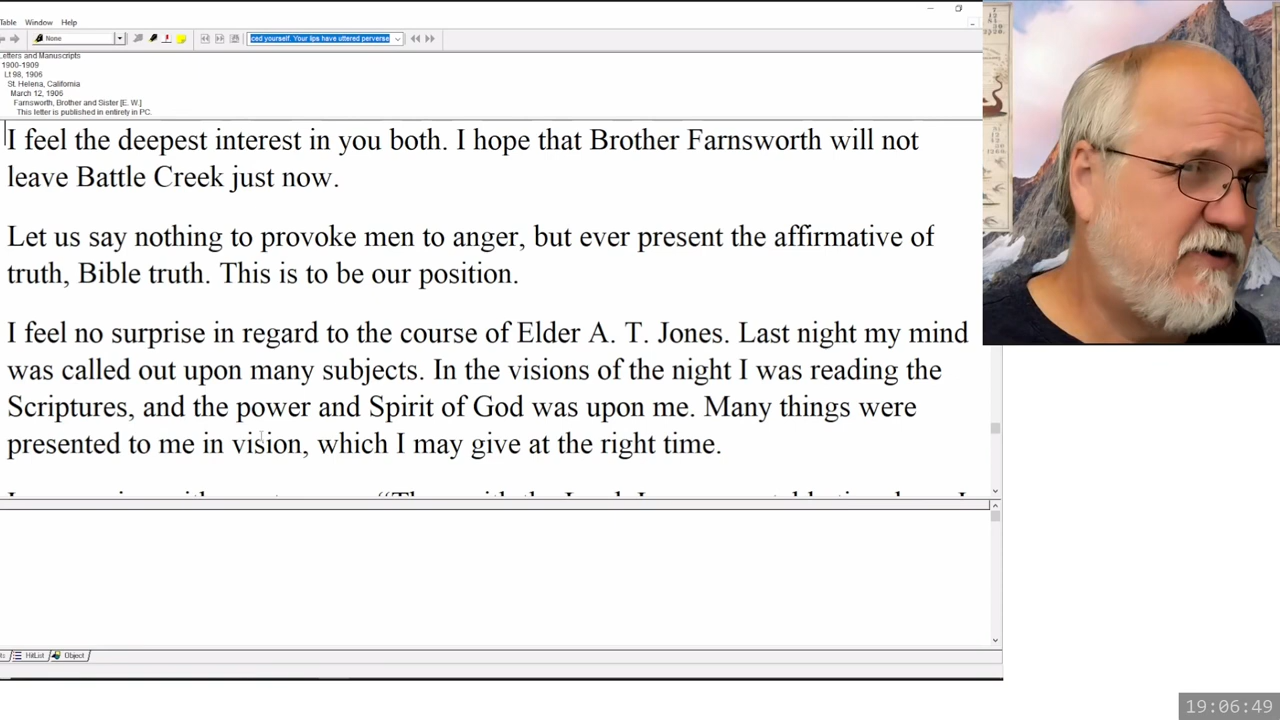 Table Window Help
None
ced yourself. Your lips have uttered perverse
Letters and Manuscripts
1900-1909
Lt 98, 1906
St. Helena, California
March 12, 1906
Farnsworth, Brother and Sister [E. W.]
This letter is published in entirety in PC.
I feel the deepest interest in you both. I hope that Brother Farnsworth will not
leave Battle Creek just now.
Let us say nothing to provoke men to anger, but ever present the affirmative of
truth, Bible truth. This is to be our position.
I feel no surprise in regard to the course of Elder A. T. Jones. Last night my mind
was called out upon many subjects. In the visions of the night I was reading the
Scriptures, and the power and Spirit of God was upon me. Many things were
presented to me in vision, which I may give at the right time.
HitList Object
19:06:49